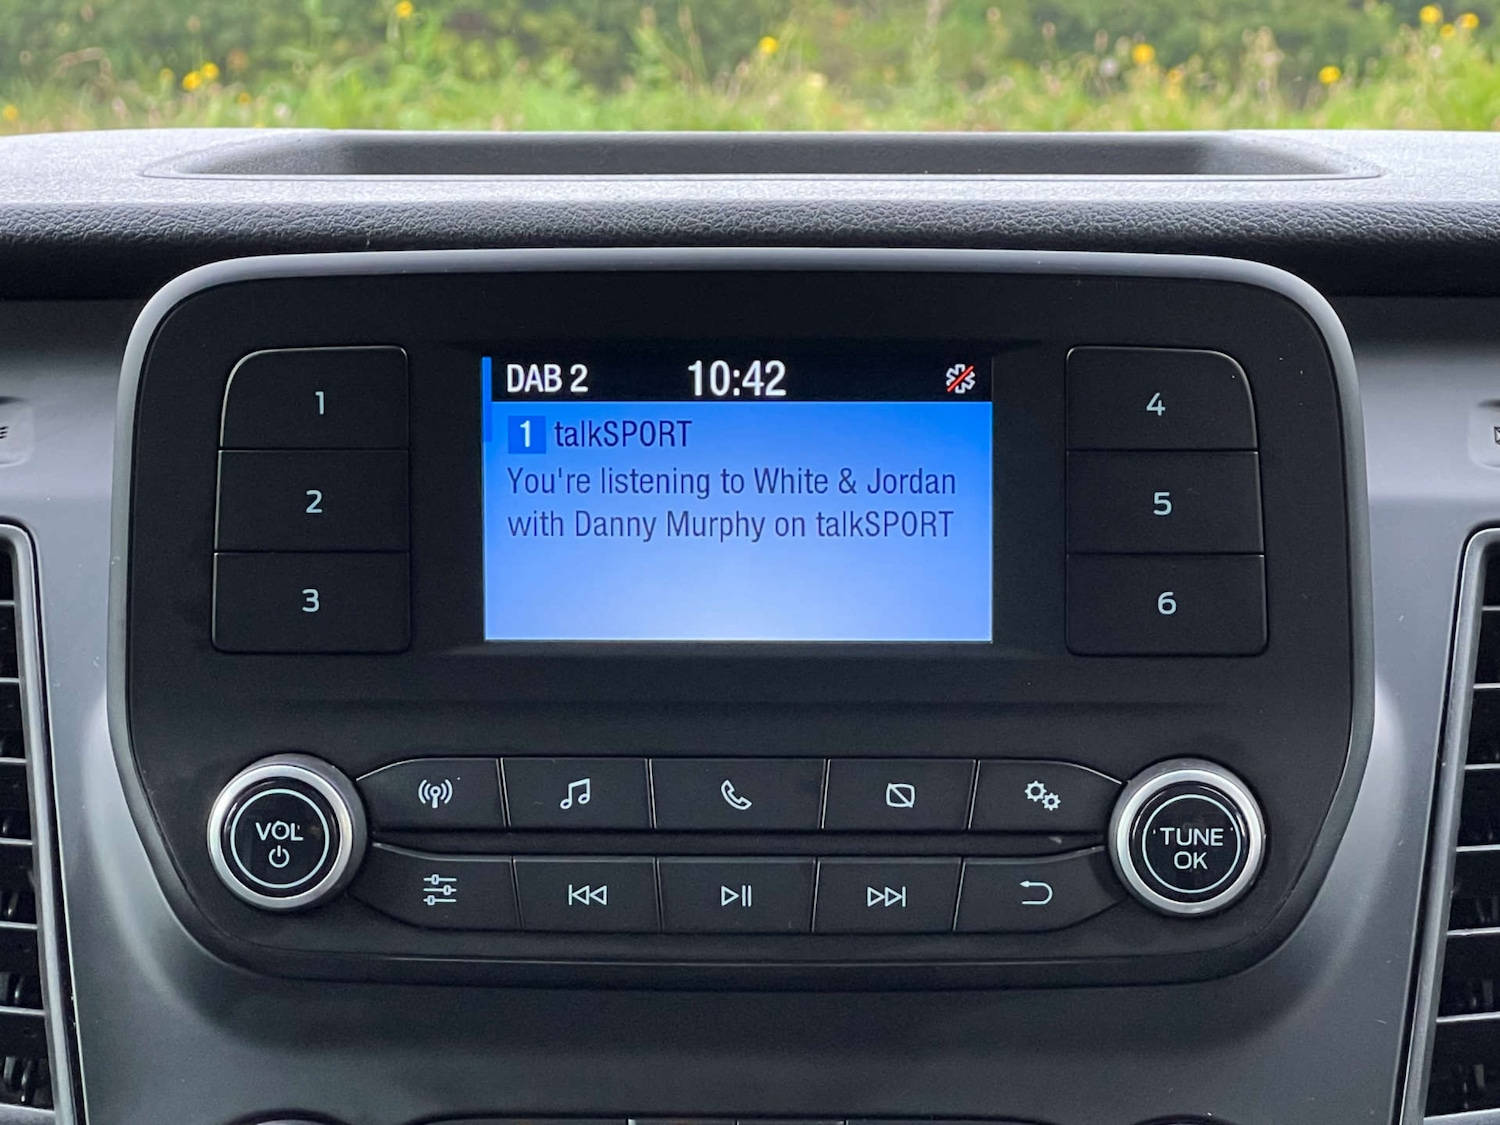 DAB 2 10:42
1 talkSPORT
You're listening to White & Jordan
with Danny Murphy on talkSPORT
1
2
3
4
5
6
VOL
TUNE
OK